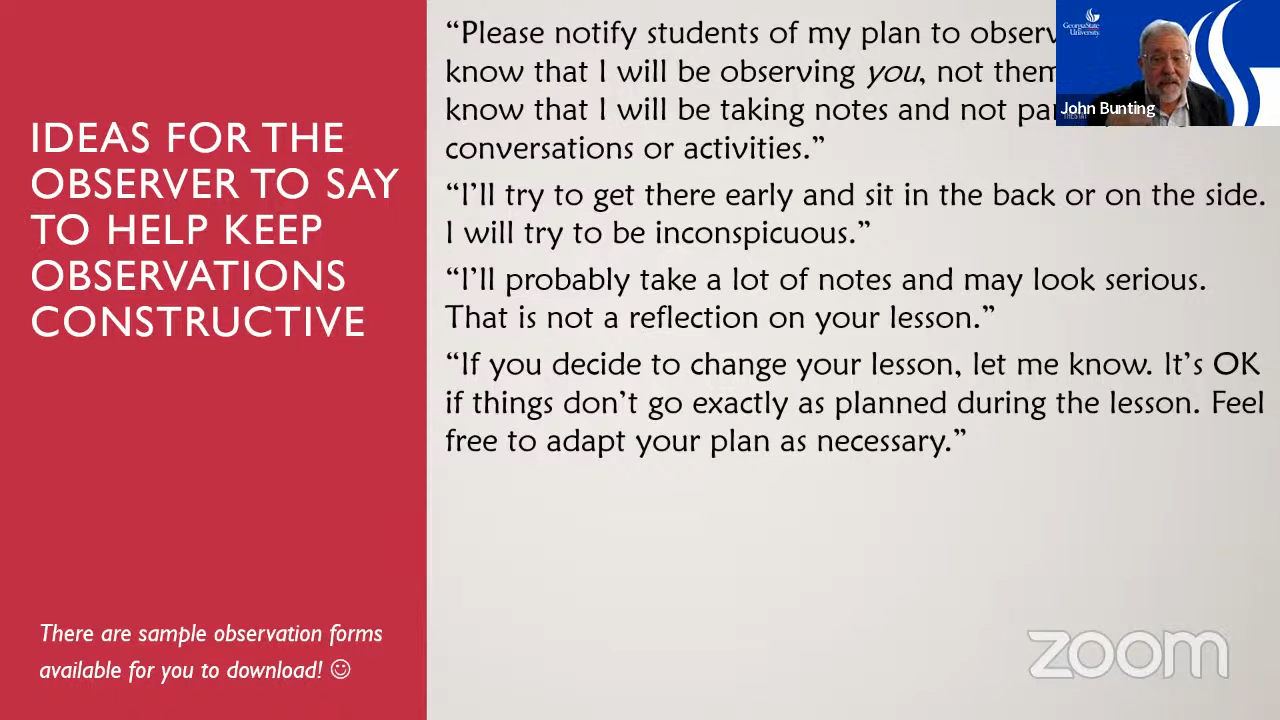 IDEAS FOR THE
OBSERVER TO SAY
TO HELP KEEP
OBSERVATIONS
CONSTRUCTIVE
There are sample observation forms
available for you to download! ☺
“Please notify students of my plan to
know that I will be observing you, not
know that I will be taking notes and not
conversations or activities.”
“I’ll try to get there early and sit in the back or on the side.
I will try to be inconspicuous.”
“I’ll probably take a lot of notes and may look serious.
That is not a reflection on your lesson.”
“If you decide to change your lesson, let me know. It’s OK
if things don’t go exactly as planned during the lesson. Feel
free to adapt your plan as necessary.”
GeorgiaState
University
John Bunting
zoom